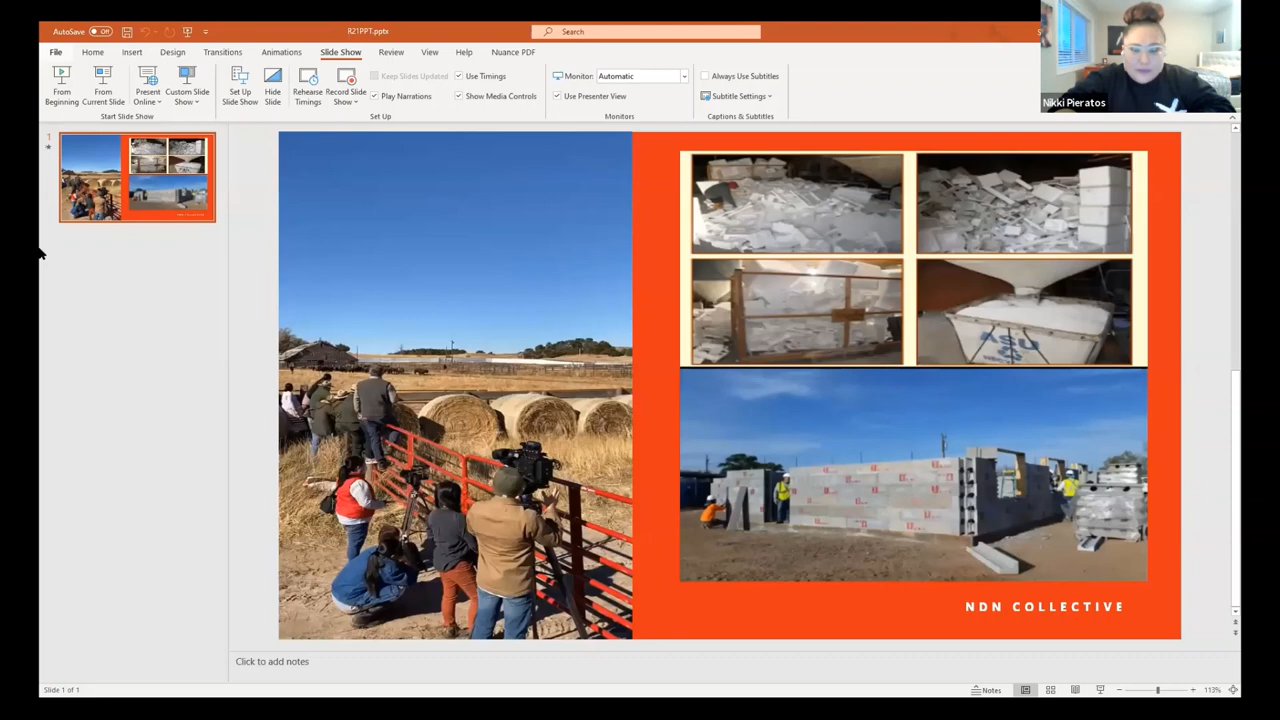 AutoSave Off R21PPT.pptx Search
File Home Insert Design Transitions Animations Slide Show Review View Help Nuance PDF
From Beginning
From Current Slide
Present Online
Custom Slide Show
Set Up Slide Show
Hide Slide
Rehearse Timings
Record Slide Show
Keep Slides Updated
Play Narrations
Use Timings
Show Media Controls
Monitor: Automatic
Use Presenter View
Always Use Subtitles
Subtitle Settings
Start Slide Show Set Up Monitors Captions & Subtitles
Nikki Pieratos
1
ASU
NDN COLLECTIVE
Click to add notes
Slide 1 of 1 Notes 113%